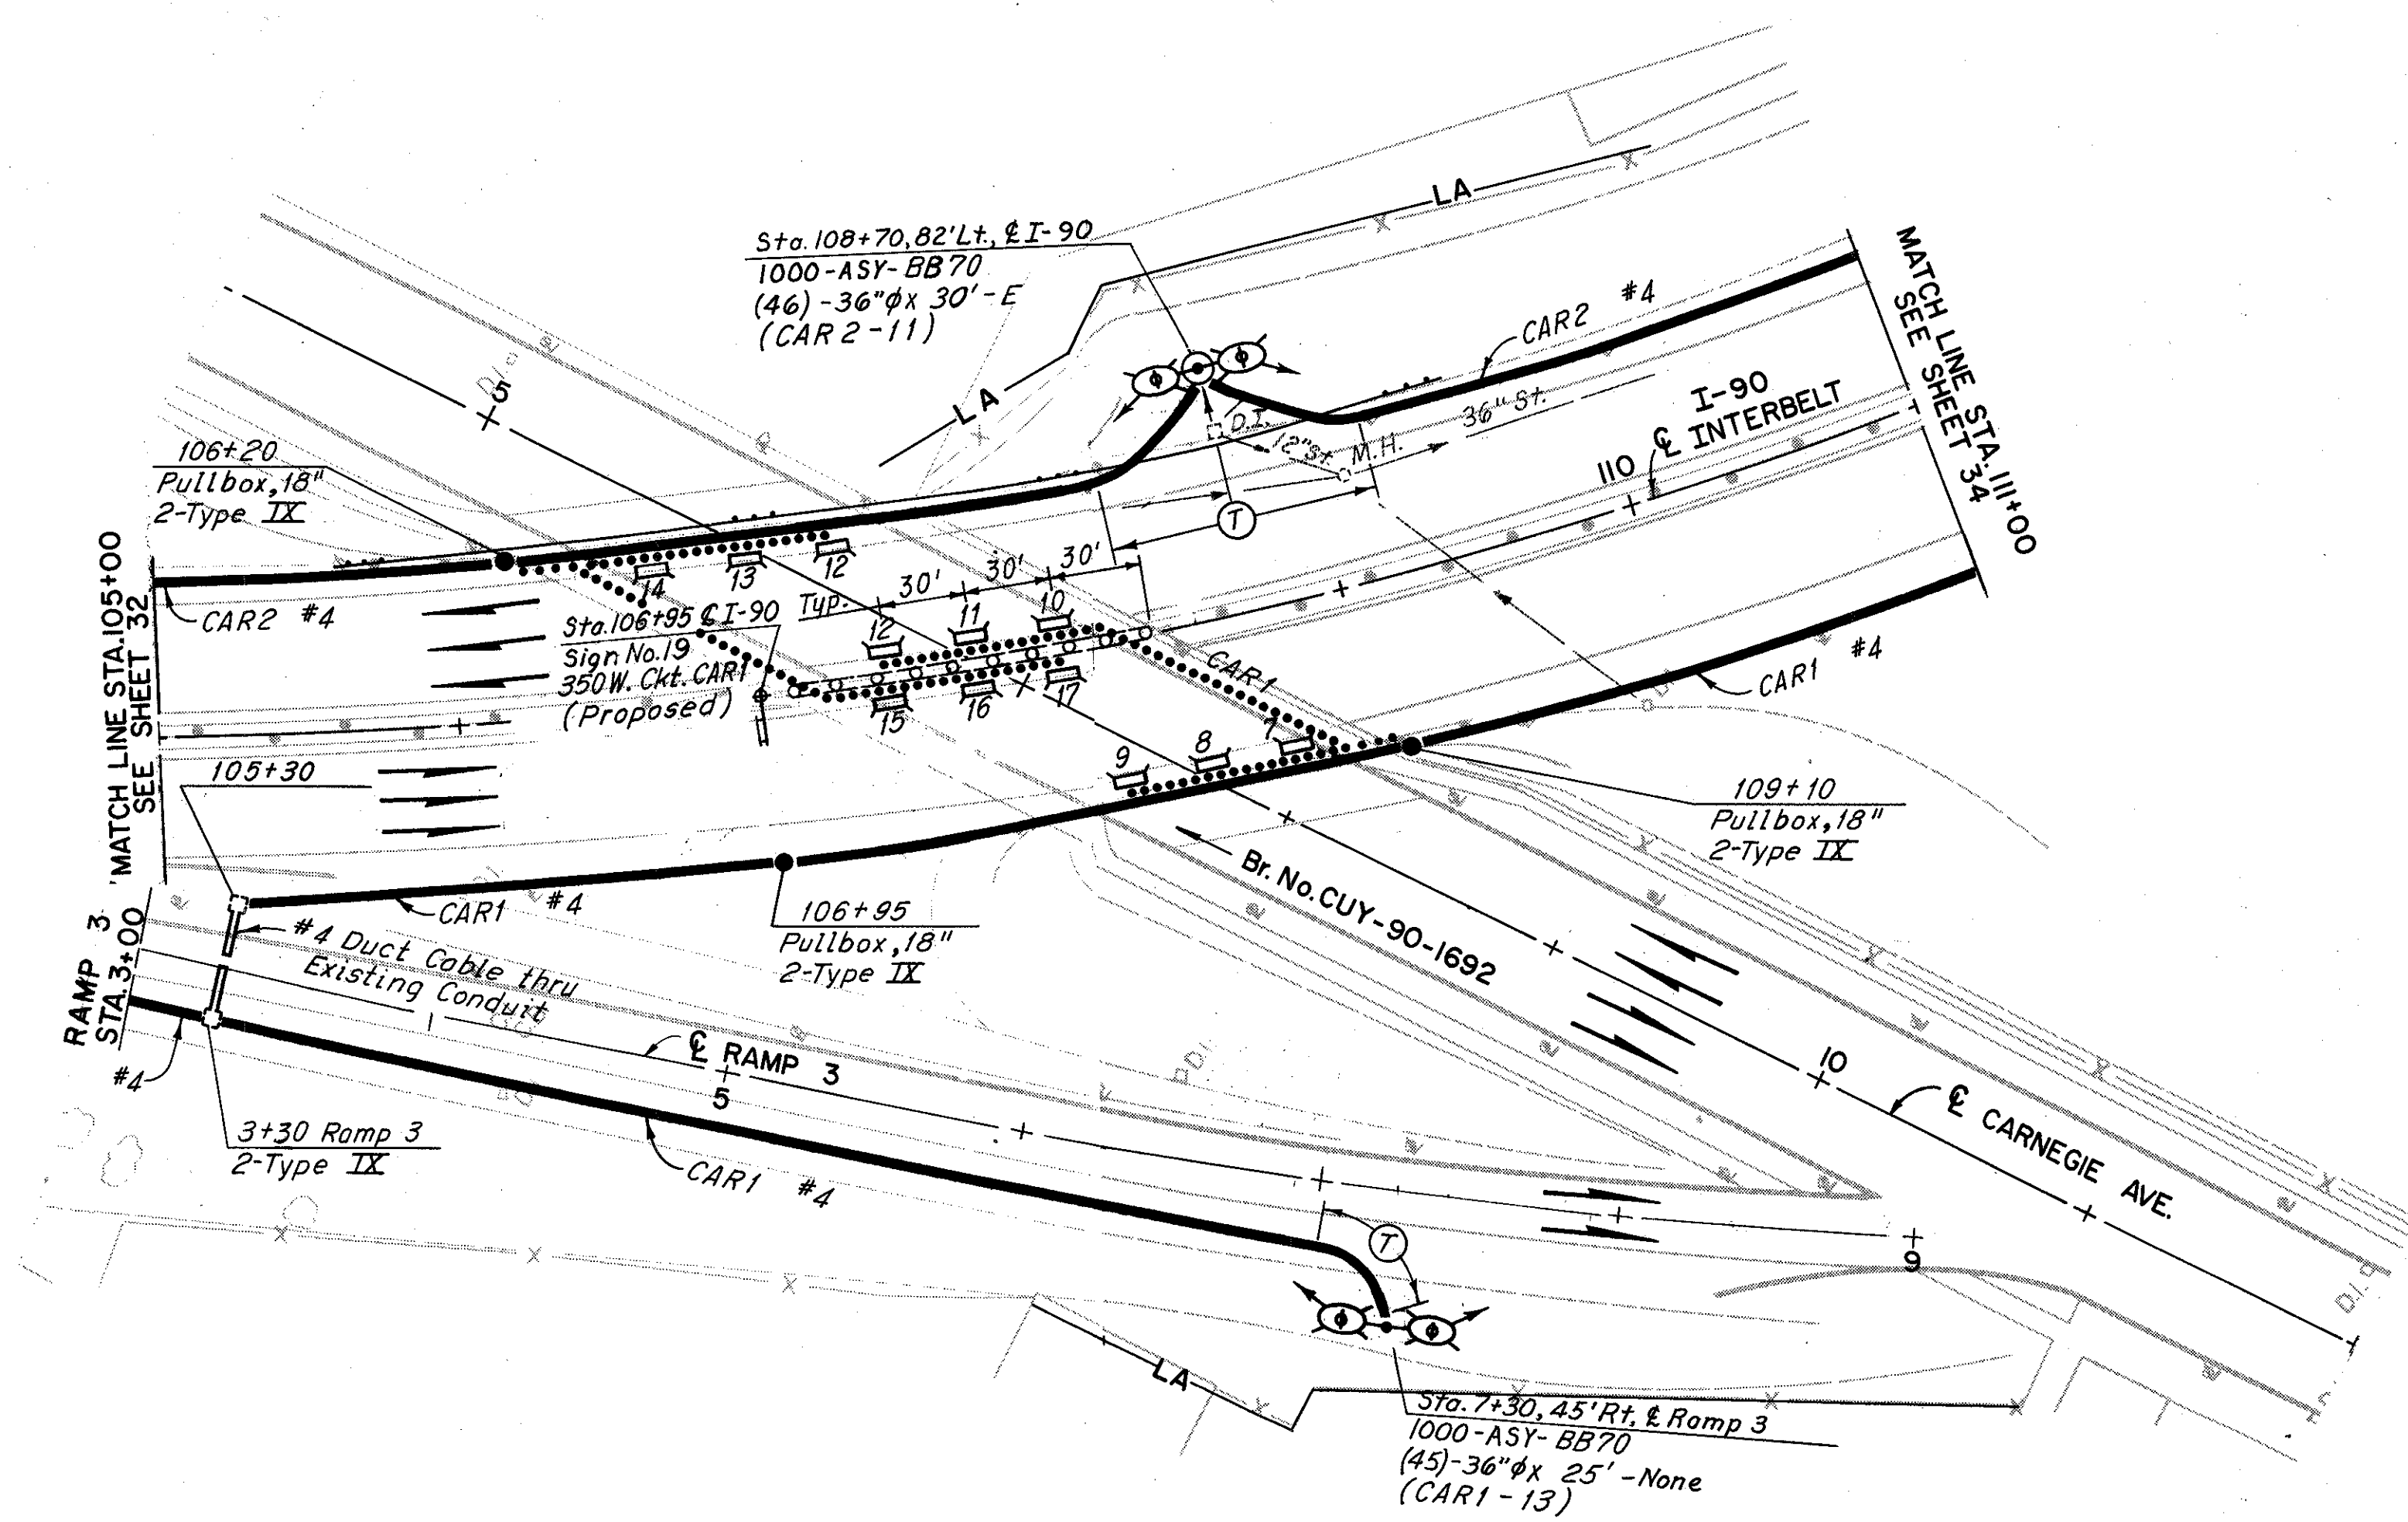 LA
Sta. 108+70, 82' Lt., ℄ I-90
1000-ASY-BB70
(46)-36"ϕx 30'-E
(CAR 2-11)
LA
CAR2 #4
MATCH LINE STA. 111+00
SEE SHEET 34
I-90
℄ INTERBELT
110
36" St.
D.I.
12" St.
M.H.
T
D.I.
5
106+20
Pullbox, 18"
2-Type IX
MATCH LINE STA. 105+00
SEE SHEET 32
CAR2 #4
14
13
12
30'
30'
30'
Typ.
12
11
10
Sta. 106+95 ℄ I-90
Sign No. 19
350W. Ckt. CAR1
(Proposed)
15
16
17
CAR1
9
8
7
CAR1 #4
109+10
Pullbox, 18"
2-Type IX
105+30
CAR1 #4
106+95
Pullbox, 18"
2-Type IX
Br. No. CUY-90-1692
RAMP 3
STA. 3+00
#4 Duct Cable thru
Existing Conduit
#4
℄ RAMP 3
5
D.I.
3+30 Ramp 3
2-Type IX
CAR1 #4
10
℄ CARNEGIE AVE.
9
T
D.I.
LA
Sta. 7+30, 45' Rt, ℄ Ramp 3
1000-ASY-BB70
(45)-36"ϕx 25'-None
(CAR1-13)